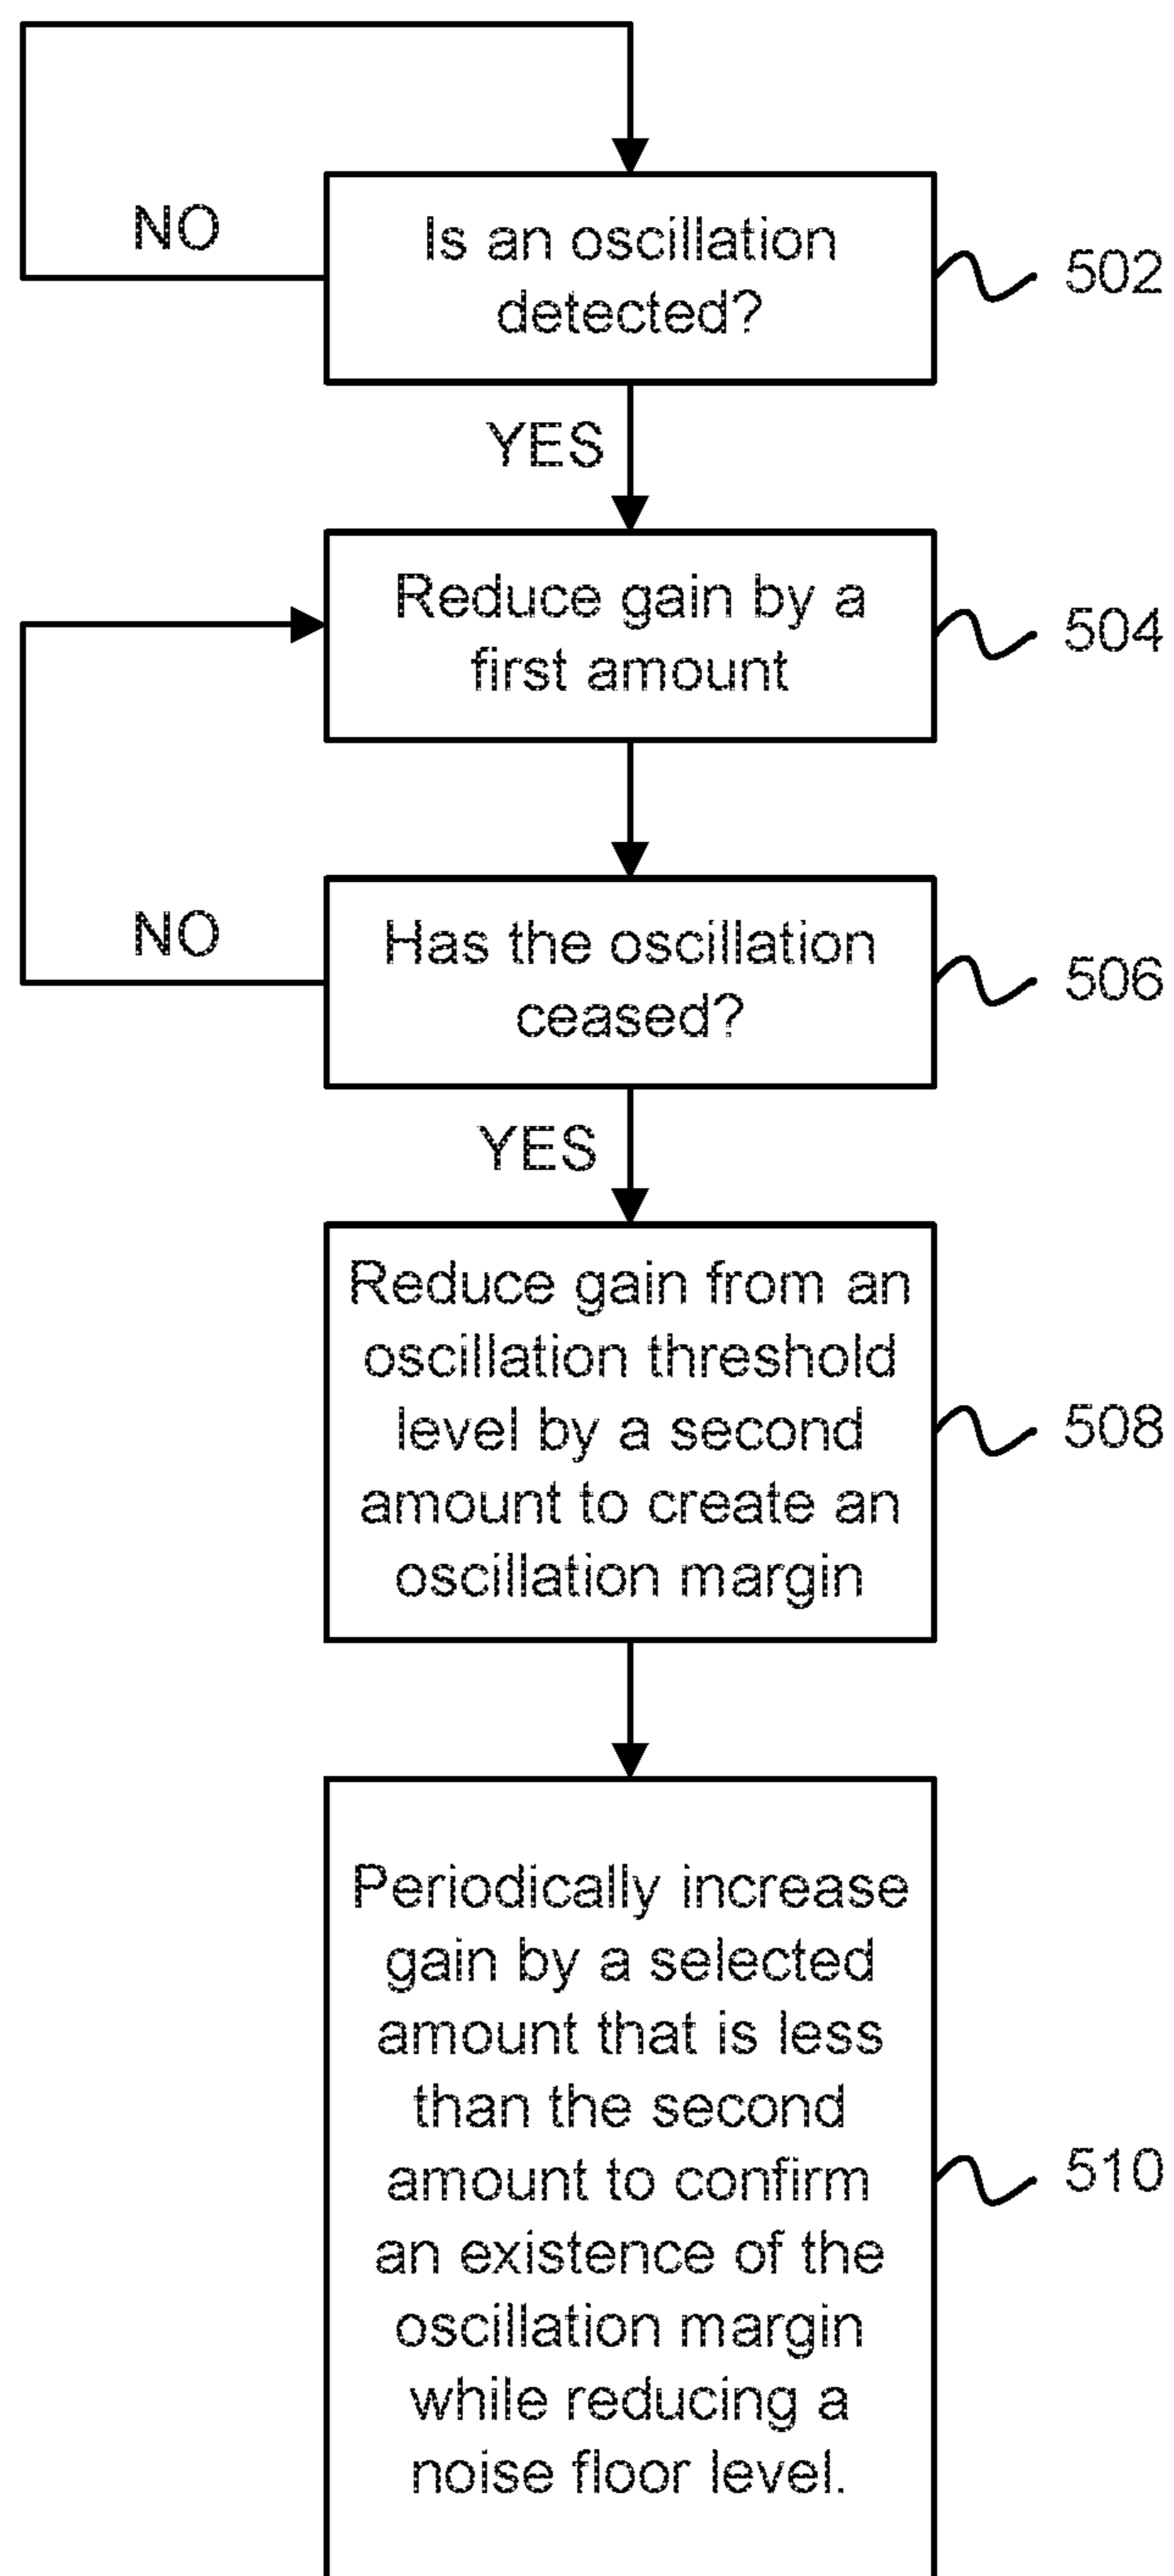 NO
Is an oscillation
detected?
502
YES
Reduce gain by a
first amount
504
NO
Has the oscillation
ceased?
506
YES
Reduce gain from an
oscillation threshold
level by a second
amount to create an
oscillation margin
508
Periodically increase
gain by a selected
amount that is less
than the second
amount to confirm
an existence of the
oscillation margin
while reducing a
noise floor level.
510